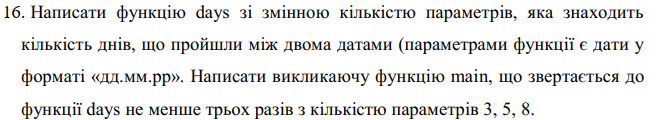 16. Написати функцію days зі змінною кількістю параметрів, яка знаходить
кількість днів, що пройшли між двома датами (параметрами функції є дати у
форматі «дд.мм.рр». Написати викликаючу функцію main, що звертається до
функції days не менше трьох разів з кількістю параметрів 3, 5, 8.